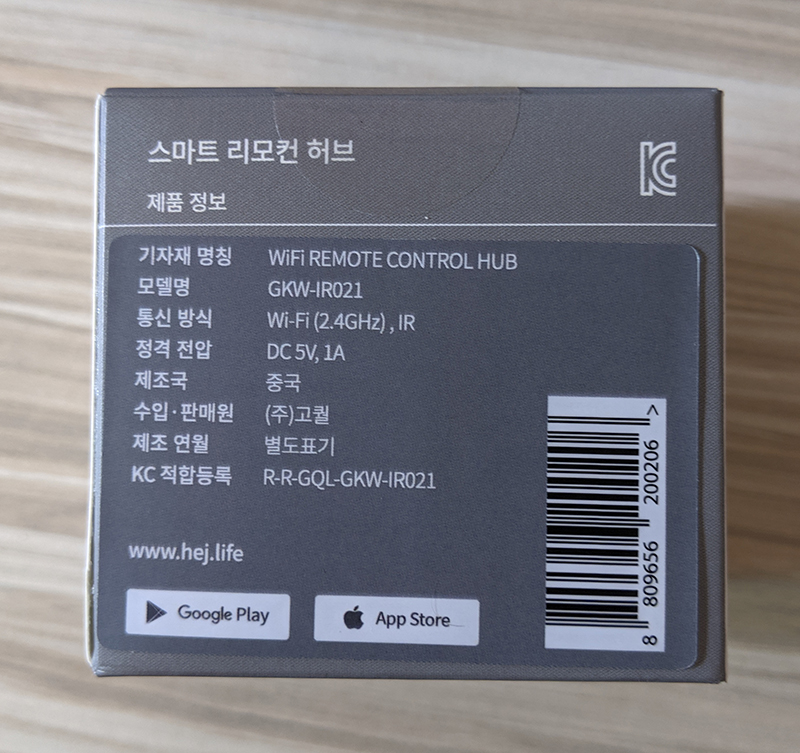 스마트 리모컨 허브
KC
제품 정보
기자재 명칭 WiFi REMOTE CONTROL HUB
모델명 GKW-IR021
통신 방식 Wi-Fi (2.4GHz) , IR
정격 전압 DC 5V, 1A
제조국 중국
수입·판매원 (주)고퀄
제조 연월 별도표기
KC 적합등록 R-R-GQL-GKW-IR021
www.hej.life
Google Play
App Store
8 809656 200206 >